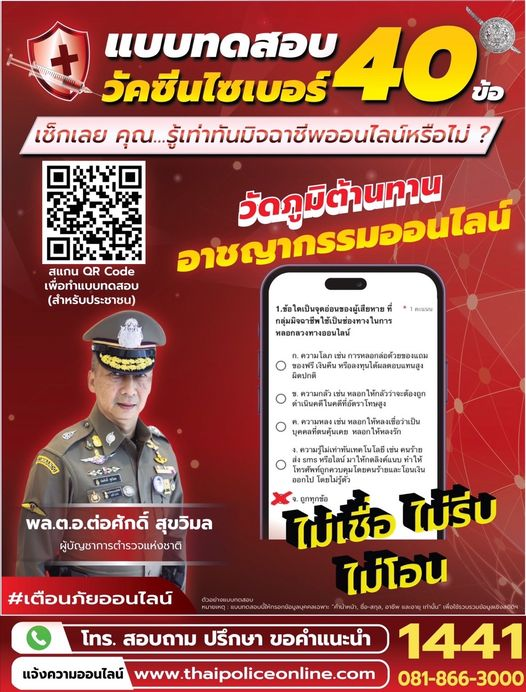 แบบทดสอบ
วัคซีนไซเบอร์ 40 ข้อ
เช็กเลย คุณ...รู้เท่าทันมิจฉาชีพออนไลน์หรือไม่ ?
สแกน QR Code
เพื่อทำแบบทดสอบ
(สำหรับประชาชน)
วัดภูมิต้านทาน
อาชญากรรมออนไลน์
1.ข้อใดเป็นจุดอ่อนของผู้เสียหาย ที่ * 1 คะแนน
กลุ่มมิจฉาชีพใช้เป็นช่องทางในการ
หลอกลวงทางออนไลน์
ก. ความโลภ เช่น การหลอกล่อด้วยของแถม
ของฟรี เงินคืน หรือลงทุนได้ผลตอบแทนสูง
ผิดปกติ
ข. ความกลัว เช่น หลอกให้กลัวว่าจะต้องถูก
ดำเนินคดีในคดีที่อัตราโทษสูง
ค. ความหลง เช่น หลอกให้หลงเชื่อว่าเป็น
บุคคลที่ตนคุ้นเคย หลอกให้หลงรัก
ง. ความรู้ไม่เท่าทันเทคโนโลยี เช่น คนร้าย
ส่ง sms หรือไลน์ มาให้กดลิงค์แนบ ทำให้
โทรศัพท์ถูกควบคุมโดยคนร้ายและโอนเงิน
ออกไป โดยไม่รู้ตัว
จ. ถูกทุกข้อ
ไม่เชื่อ ไม่รีบ
ไม่โอน
พล.ต.อ.ต่อศักดิ์ สุขวิมล
ผู้บัญชาการตำรวจแห่งชาติ
#เตือนภัยออนไลน์
ตัวอย่างแบบทดสอบ
หมายเหตุ : แบบทดสอบนี้ให้กรอกข้อมูลบุคคลเฉพาะ "คำนำหน้า, ชื่อ-สกุล, อาชีพ และอายุ เท่านั้น" เพื่อใช้รวบรวมข้อมูลเชิงสถิติฯ
โทร. สอบถาม ปรึกษา ขอคำแนะนำ 1441
แจ้งความออนไลน์ www.thaipoliceonline.com 081-866-3000